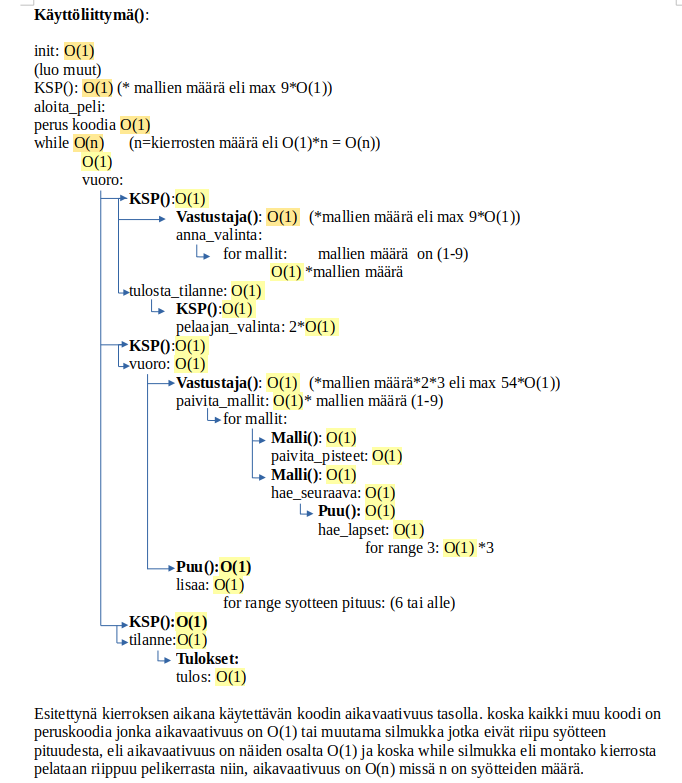 Käyttöliittymä():
init: O(1)
(luo muut)
KSP(): O(1) (* mallien määrä eli max 9*O(1))
aloita_peli:
perus koodia O(1)
while O(n) (n=kierrosten määrä eli O(1)*n = O(n))
O(1)
vuoro:
KSP():O(1)
Vastustaja(): O(1) (*mallien määrä eli max 9*O(1))
anna_valinta:
for mallit: mallien määrä on (1-9)
O(1) *mallien määrä
tulosta_tilanne: O(1)
KSP():O(1)
pelaajan_valinta: 2*O(1)
KSP():O(1)
vuoro: O(1)
Vastustaja(): O(1) (*mallien määrä*2*3 eli max 54*O(1))
paivita_mallit: O(1)* mallien määrä (1-9)
for mallit:
Malli(): O(1)
paivita_pisteet: O(1)
Malli(): O(1)
hae_seuraava: O(1)
Puu(): O(1)
hae_lapset: O(1)
for range 3: O(1) *3
Puu():O(1)
lisaa: O(1)
for range syotteen pituus: (6 tai alle)
KSP():O(1)
tilanne:O(1)
Tulokset:
tulos: O(1)
Esitettynä kierroksen aikana käytettävän koodin aikavaativuus tasolla. koska kaikki muu koodi on
peruskoodia jonka aikavaativuus on O(1) tai muutama silmukka jotka eivät riipu syötteen
pituudesta, eli aikavaativuus on näiden osalta O(1) ja koska while silmukka eli montako kierrosta
pelataan riippuu pelikerrasta niin, aikavaativuus on O(n) missä n on syötteiden määrä.